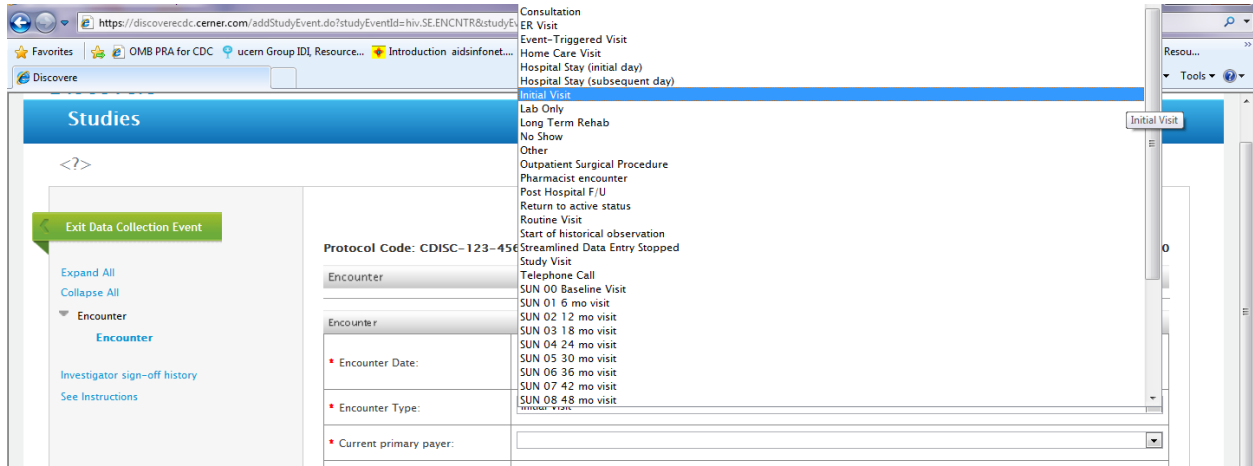 https://discoverecdc.cerner.com/addStudyEvent.do?studyEventId=hiv.SE.ENCNTR&studyEv
Favorites
OMB PRA for CDC
ucern Group IDI, Resource...
Introduction aidsinfonet....
Resou...
Discovere
Tools
Consultation
ER Visit
Event-Triggered Visit
Home Care Visit
Hospital Stay (initial day)
Hospital Stay (subsequent day)
Initial Visit
Lab Only
Long Term Rehab
No Show
Other
Outpatient Surgical Procedure
Pharmacist encounter
Post Hospital F/U
Return to active status
Routine Visit
Start of historical observation
Streamlined Data Entry Stopped
Study Visit
Telephone Call
SUN 00 Baseline Visit
SUN 01 6 mo visit
SUN 02 12 mo visit
SUN 03 18 mo visit
SUN 04 24 mo visit
SUN 05 30 mo visit
SUN 06 36 mo visit
SUN 07 42 mo visit
SUN 08 48 mo visit
Initial Visit
Studies
<?>
Exit Data Collection Event
Expand All
Collapse All
Encounter
Encounter
Investigator sign-off history
See Instructions
Protocol Code: CDISC-123-456
0
Encounter
Encounter
* Encounter Date:
* Encounter Type:
Initial Visit
* Current primary payer: